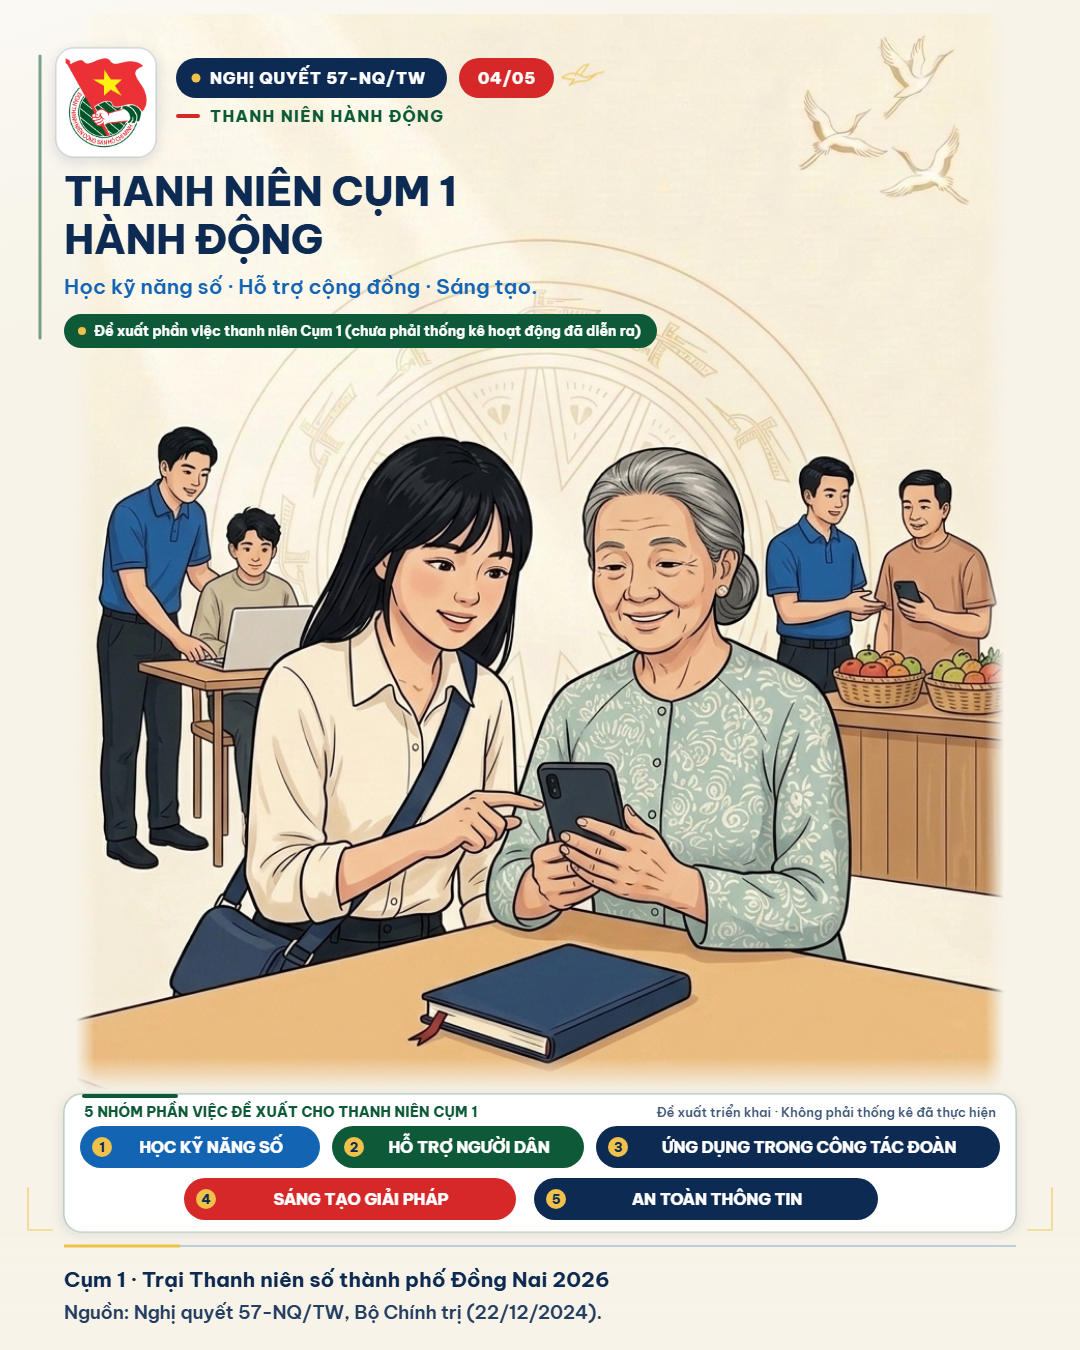 NGHỊ QUYẾT 57-NQ/TW
04/05
THANH NIÊN HÀNH ĐỘNG
THANH NIÊN CỤM 1
HÀNH ĐỘNG
Học kỹ năng số · Hỗ trợ cộng đồng · Sáng tạo.
Đề xuất phần việc thanh niên Cụm 1 (chưa phải thống kê hoạt động đã diễn ra)
5 NHÓM PHẦN VIỆC ĐỀ XUẤT CHO THANH NIÊN CỤM 1
Đề xuất triển khai · Không phải thống kê đã thực hiện
1 HỌC KỸ NĂNG SỐ
2 HỖ TRỢ NGƯỜI DÂN
3 ỨNG DỤNG TRONG CÔNG TÁC ĐOÀN
4 SÁNG TẠO GIẢI PHÁP
5 AN TOÀN THÔNG TIN
Cụm 1 · Trại Thanh niên số thành phố Đồng Nai 2026
Nguồn: Nghị quyết 57-NQ/TW, Bộ Chính trị (22/12/2024).